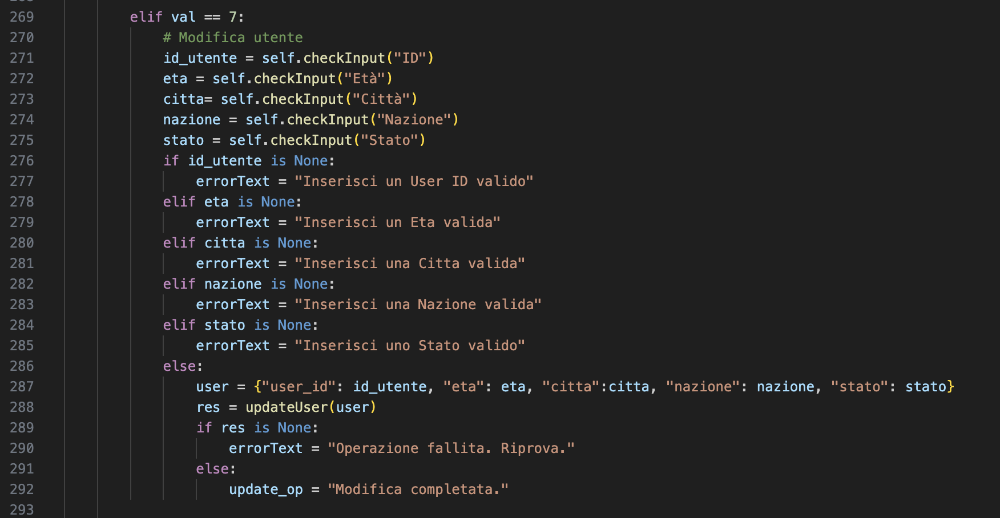 269 elif val == 7:
270 # Modifica utente
271 id_utente = self.checkInput("ID")
272 eta = self.checkInput("Età")
273 citta= self.checkInput("Città")
274 nazione = self.checkInput("Nazione")
275 stato = self.checkInput("Stato")
276 if id_utente is None:
277 errorText = "Inserisci un User ID valido"
278 elif eta is None:
279 errorText = "Inserisci un Eta valida"
280 elif citta is None:
281 errorText = "Inserisci una Citta valida"
282 elif nazione is None:
283 errorText = "Inserisci una Nazione valida"
284 elif stato is None:
285 errorText = "Inserisci uno Stato valido"
286 else:
287 user = {"user_id": id_utente, "eta": eta, "citta":citta, "nazione": nazione, "stato": stato}
288 res = updateUser(user)
289 if res is None:
290 errorText = "Operazione fallita. Riprova."
291 else:
292 update_op = "Modifica completata."
293